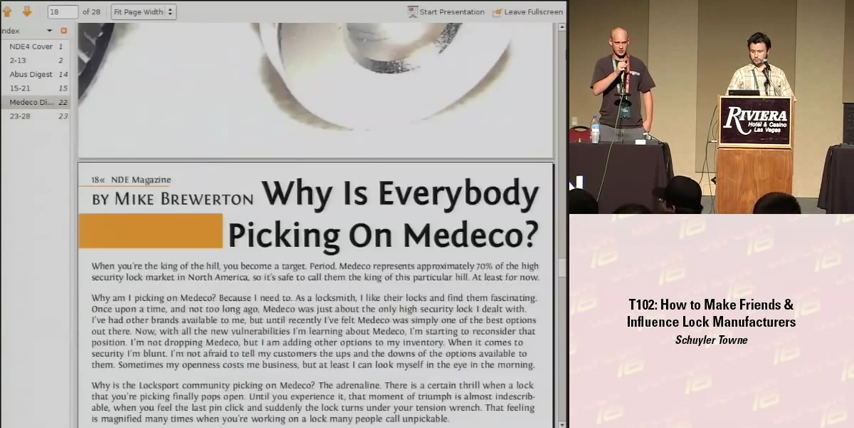 18 of 28 Fit Page Width
Start Presentation Leave Fullscreen
ndex
NDE4 Cover 1
2-13 2
Abus Digest 14
15-21 15
Medeco Di... 22
23-28 23
18« NDE Magazine
BY MIKE BREWERTON Why Is Everybody
Picking On Medeco?
When you're the king of the hill, you become a target. Period. Medeco represents approximately 70% of the high
security lock market in North America, so it's safe to call them the king of this particular hill. At least for now.
Why am I picking on Medeco? Because I need to. As a locksmith, I like their locks and find them fascinating.
Once upon a time, and not too long ago, Medeco was just about the only high security lock I dealt with.
I've had other brands available to me, but until recently I've felt Medeco was simply one of the best options
out there. Now, with all the new vulnerabilities I'm learning about Medeco, I'm starting to reconsider that
position. I'm not dropping Medeco, but I am adding other options to my inventory. When it comes to
security I'm blunt. I'm not afraid to tell my customers the ups and the downs of the options available to
them. Sometimes my openness costs me business, but at least I can look myself in the eye in the morning.
Why is the Locksport community picking on Medeco? The adrenaline. There is a certain thrill when a lock
that you're picking finally pops open. Until you experience it, that moment of triumph is almost indescrib-
able, when you feel the last pin click and suddenly the lock turns under your tension wrench. That feeling
is magnified many times when you're working on a lock many people call unpickable.
RIVIERA
Hotel & Casino
Las Vegas
T102: How to Make Friends &
Influence Lock Manufacturers
Schuyler Towne